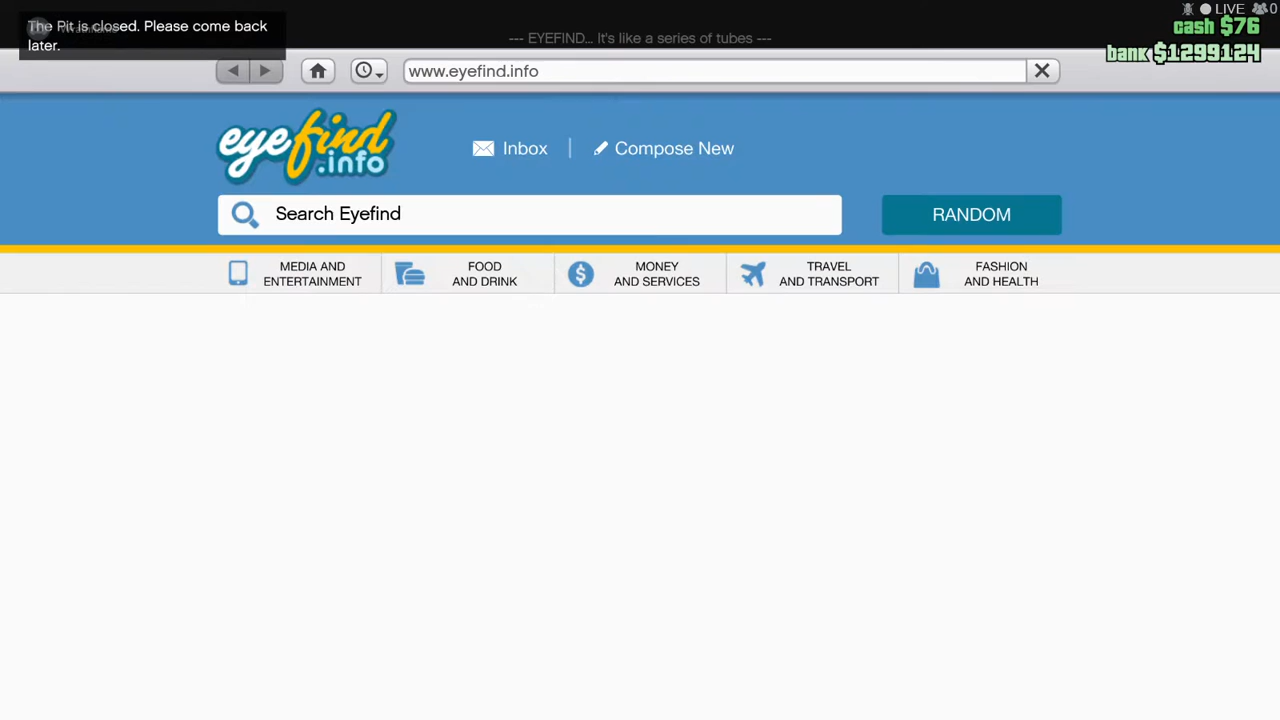 The Pit is closed. Please come back
later.
--- EYEFIND... It's like a series of tubes ---
LIVE 0
cash $76
bank $1299124
www.eyefind.info
eyefind
.info
Inbox
Compose New
Search Eyefind
RANDOM
MEDIA AND
ENTERTAINMENT
FOOD
AND DRINK
MONEY
AND SERVICES
TRAVEL
AND TRANSPORT
FASHION
AND HEALTH